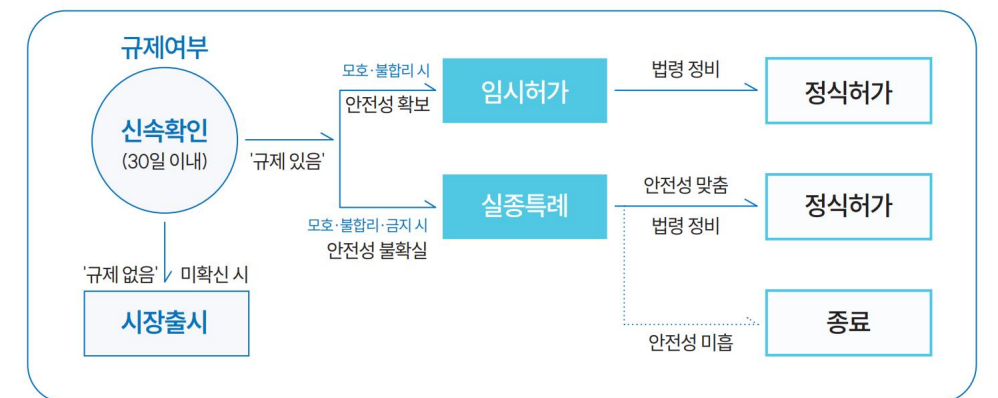 규제여부
신속확인
(30일 이내)
'규제 있음'
'규제 없음' 미확신 시
시장출시
모호·불합리 시
안전성 확보
임시허가
법령 정비
정식허가
모호·불합리·금지 시
안전성 불확실
실종특례
안전성 맞춤
법령 정비
정식허가
안전성 미흡
종료